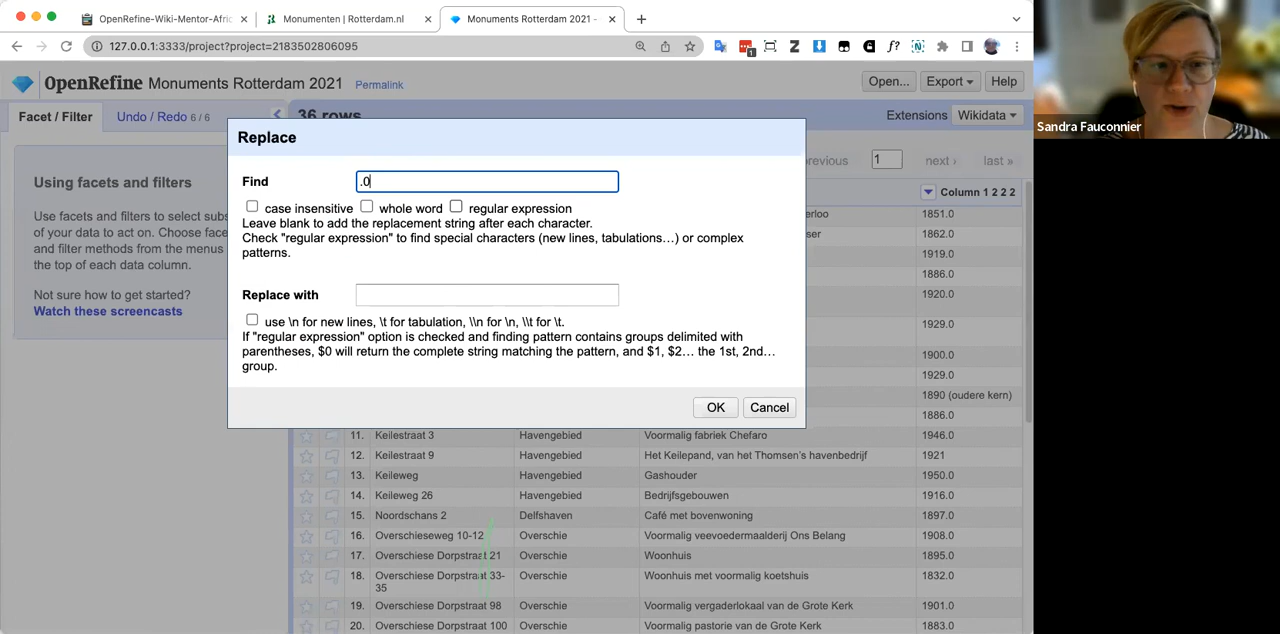 OpenRefine-Wiki-Mentor-Afri
Monumenten | Rotterdam.nl
Monuments Rotterdam 2021 -
127.0.0.1:3333/project?project=2183502806095
OpenRefine Monuments Rotterdam 2021 Permalink
Open... Export Help
Facet / Filter
Undo / Redo 6 / 6
36 rows
Extensions Wikidata
Sandra Fauconnier
Using facets and filters
Use facets and filters to select subs
of your data to act on. Choose face
and filter methods from the menus
the top of each data column.
Not sure how to get started?
Watch these screencasts
Replace
Find .0
case insensitive whole word regular expression
Leave blank to add the replacement string after each character.
Check "regular expression" to find special characters (new lines, tabulations...) or complex
patterns.
Replace with
use \n for new lines, \t for tabulation, \\n for \n, \\t for \t.
If "regular expression" option is checked and finding pattern contains groups delimited with
parentheses, $0 will return the complete string matching the pattern, and $1, $2... the 1st, 2nd...
group.
OK Cancel
revious 1 next › last »
Column 1 2 2 2
erloo 1851.0
ser 1862.0
1919.0
1886.0
1920.0
1929.0
1900.0
1929.0
1890 (oudere kern)
1886.0
11. Keilestraat 3 Havengebied Voormalig fabriek Chefaro 1946.0
12. Keilestraat 9 Havengebied Het Keilepand, van het Thomsen's havenbedrijf 1921
13. Keileweg Havengebied Gashouder 1950.0
14. Keileweg 26 Havengebied Bedrijfsgebouwen 1916.0
15. Noordschans 2 Delfshaven Café met bovenwoning 1897.0
16. Overschieseweg 10-12 Overschie Voormalig veevoedermaalderij Ons Belang 1908.0
17. Overschiese Dorpstraat 21 Overschie Woonhuis 1895.0
18. Overschiese Dorpstraat 33- Overschie Woonhuis met voormalig koetshuis 1832.0
35
19. Overschiese Dorpstraat 98 Overschie Voormalig vergaderlokaal van de Grote Kerk 1901.0
20. Overschiese Dorpstraat 100 Overschie Voormalig pastorie van de Grote Kerk 1883.0